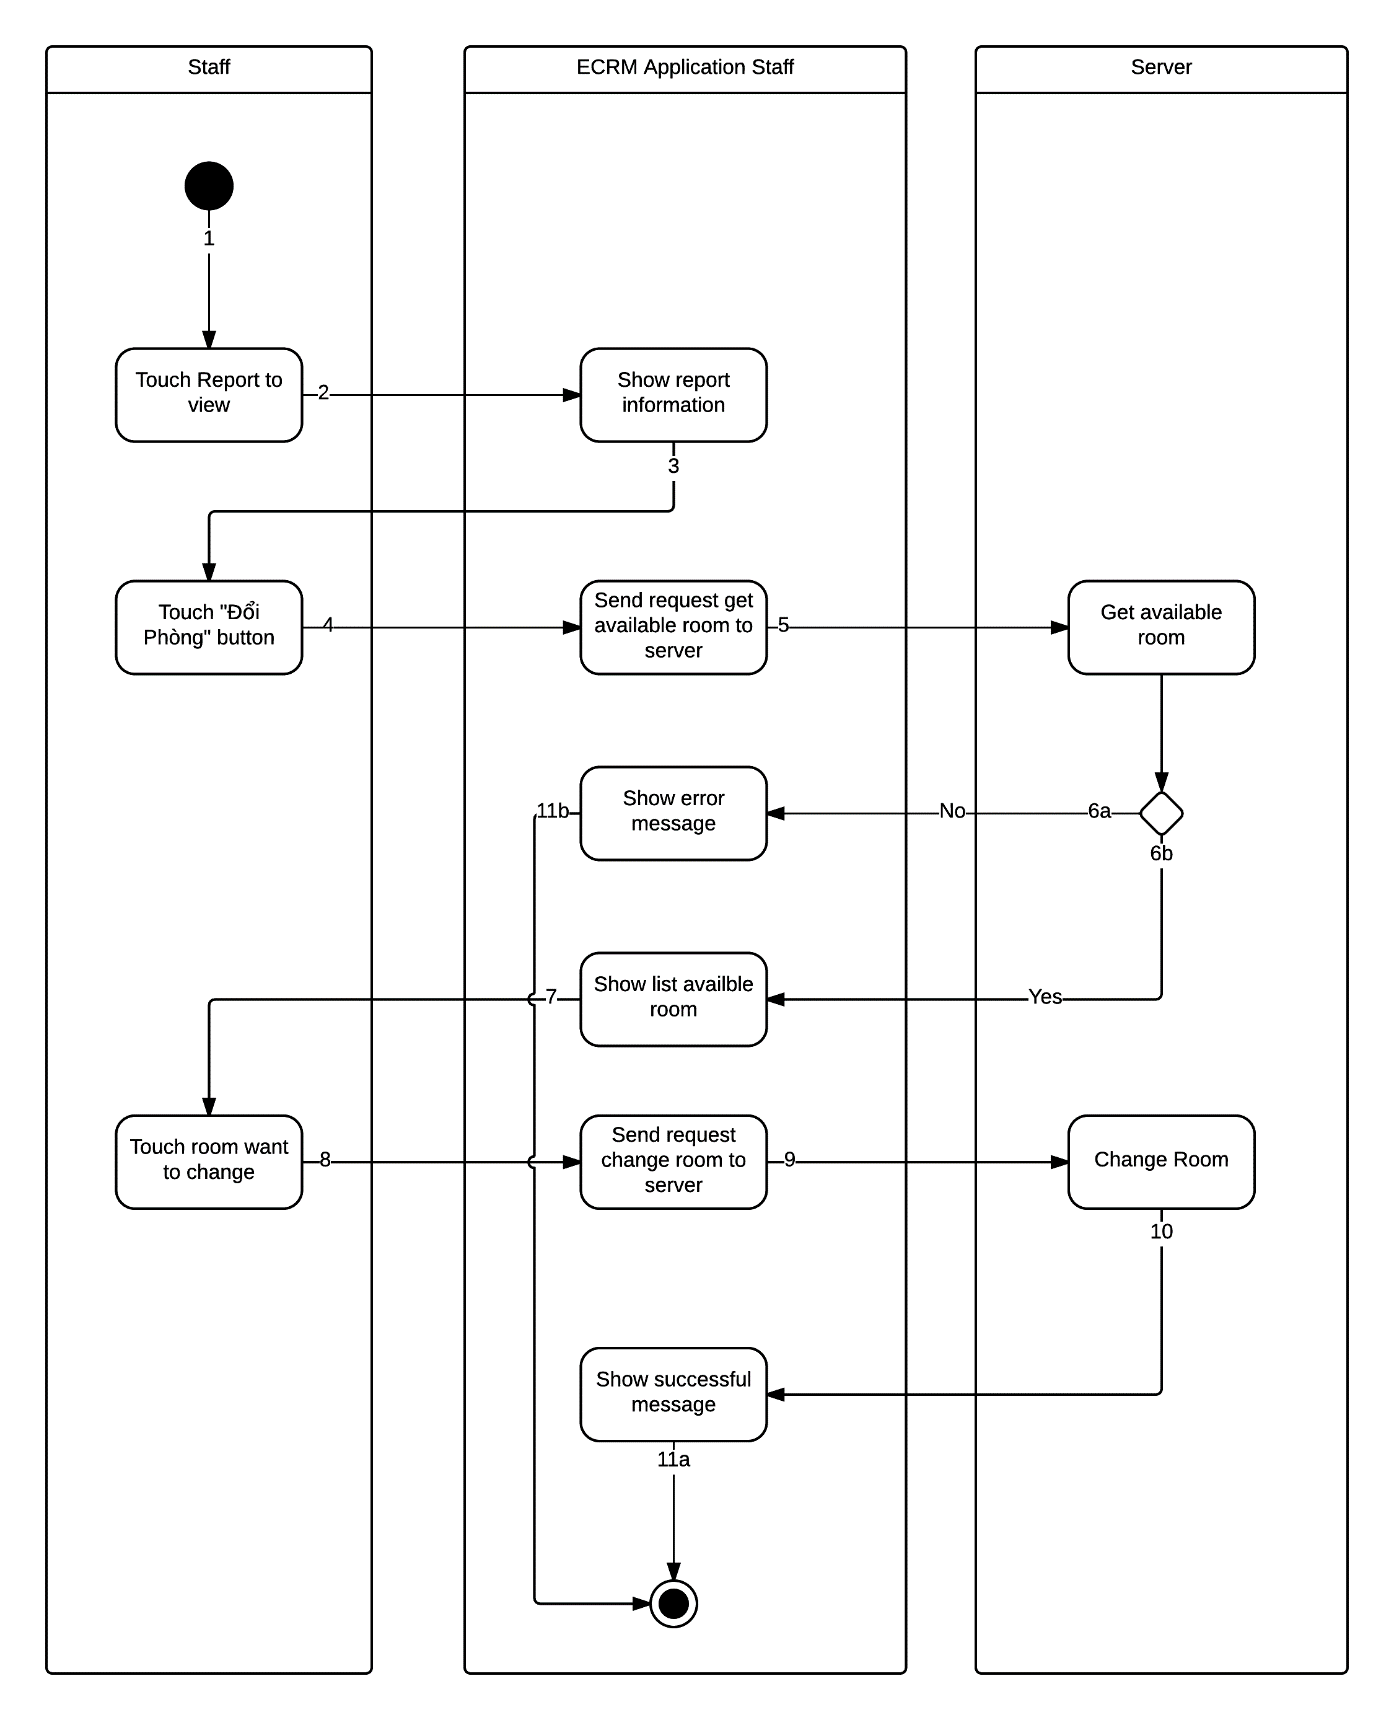 Staff
ECRM Application Staff
Server
1
Touch Report to
view
2
Show report
information
3
Touch "Đổi
Phòng" button
4
Send request get
available room to
server
5
Get available
room
Show error
message
11b
No
6a
6b
Show list availble
room
7
Yes
Touch room want
to change
8
Send request
change room to
server
9
Change Room
10
Show successful
message
11a